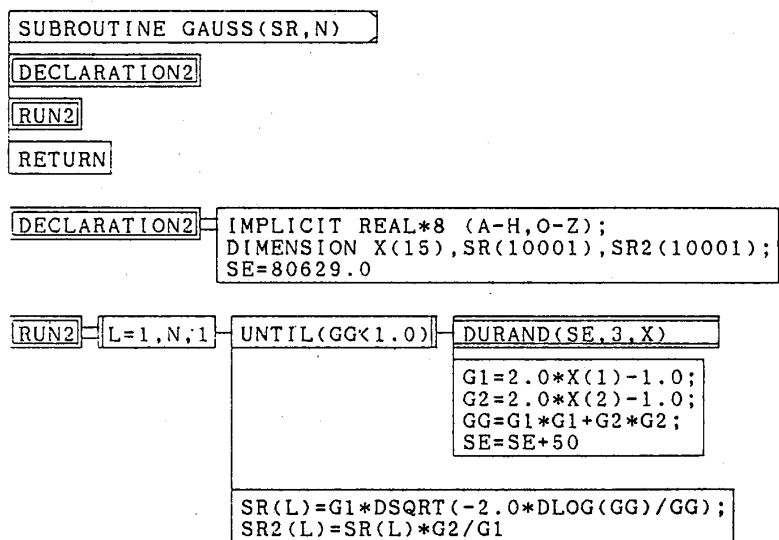 SUBROUTINE GAUSS(SR,N)
DECLARATION2
RUN2
RETURN
DECLARATION2
IMPLICIT REAL*8 (A-H,O-Z);
DIMENSION X(15),SR(10001),SR2(10001);
SE=80629.0
RUN2
L=1,N,1
UNTIL(GG<1.0)
DURAND(SE,3,X)
G1=2.0*X(1)-1.0;
G2=2.0*X(2)-1.0;
GG=G1*G1+G2*G2;
SE=SE+50
SR(L)=G1*DSQRT(-2.0*DLOG(GG)/GG);
SR2(L)=SR(L)*G2/G1